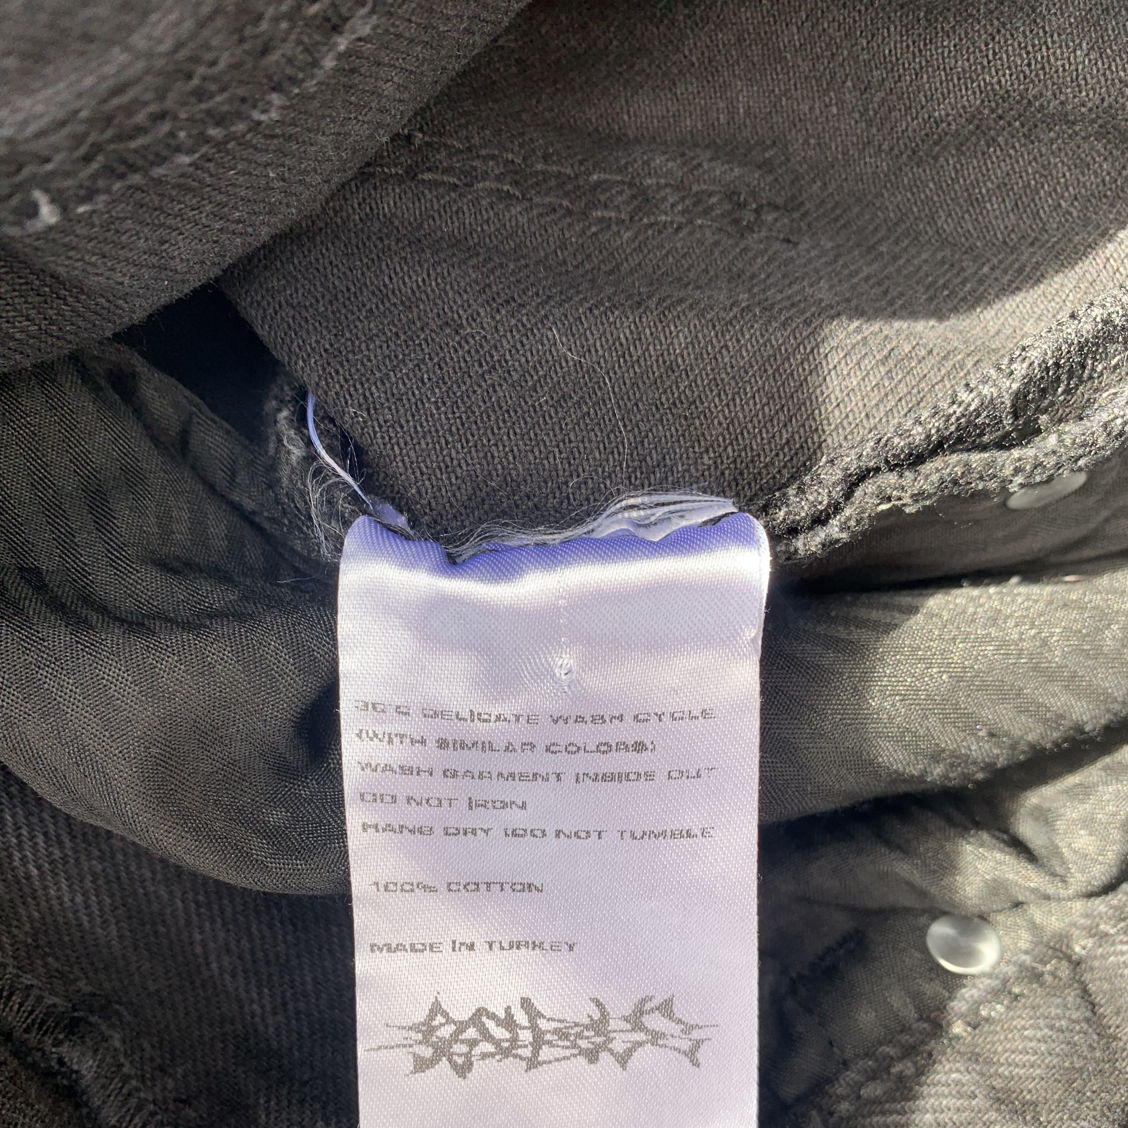 30°C DELICATE WASH CYCLE
(WITH SIMILAR COLORS)
WASH GARMENT INSIDE OUT
DO NOT IRON
HANG DRY (DO NOT TUMBLE
100% COTTON
MADE IN TURKEY